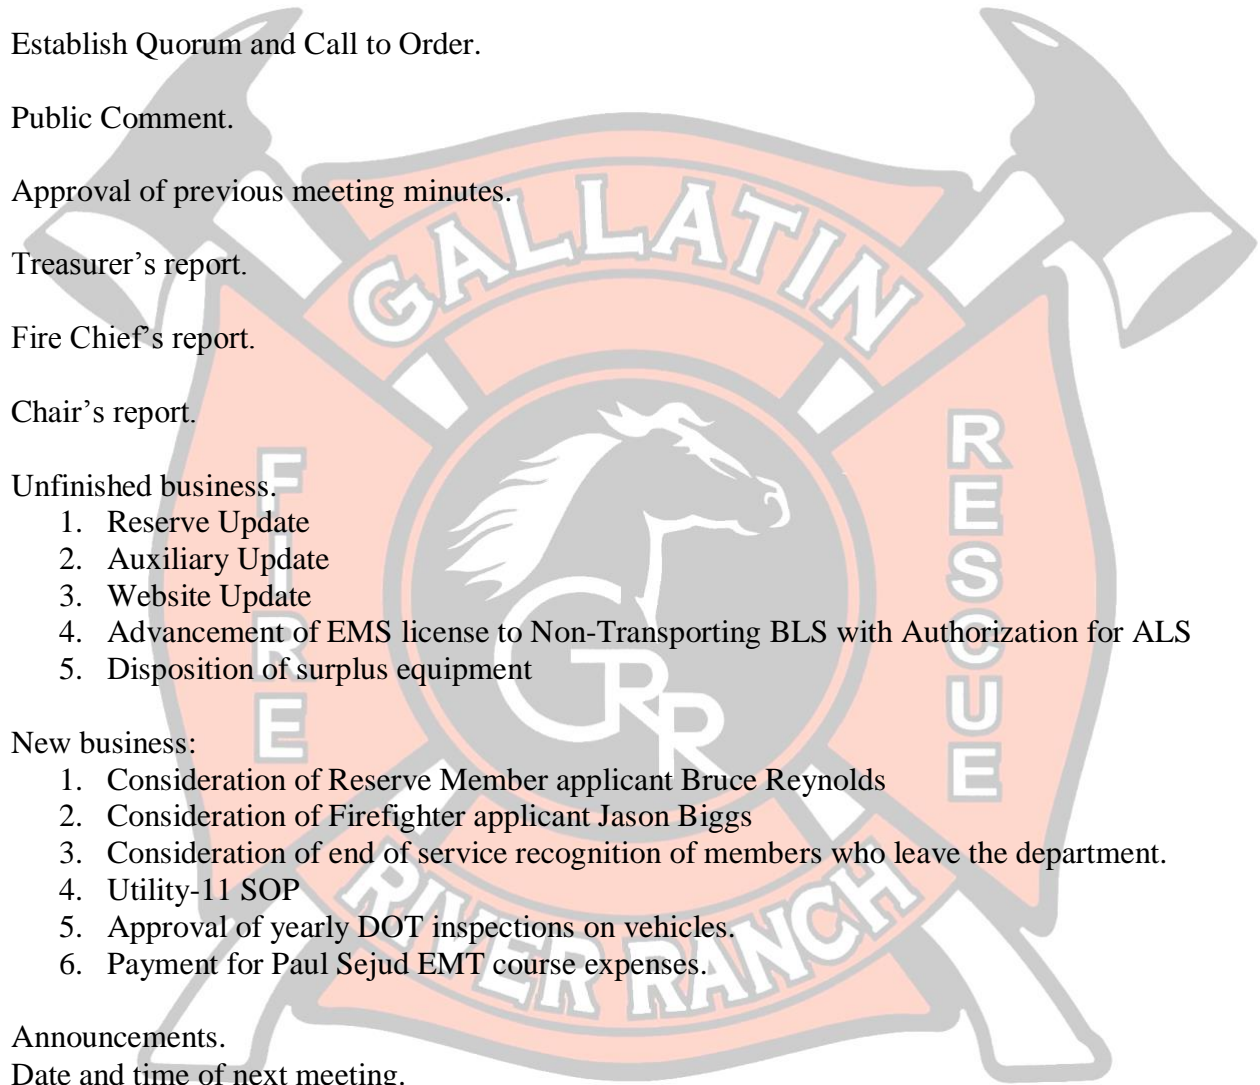 Establish Quorum and Call to Order.
Public Comment.
Approval of previous meeting minutes.
Treasurer’s report.
Fire Chief’s report.
Chair’s report.
Unfinished business.
1. Reserve Update
2. Auxiliary Update
3. Website Update
4. Advancement of EMS license to Non-Transporting BLS with Authorization for ALS
5. Disposition of surplus equipment
New business:
1. Consideration of Reserve Member applicant Bruce Reynolds
2. Consideration of Firefighter applicant Jason Biggs
3. Consideration of end of service recognition of members who leave the department.
4. Utility-11 SOP
5. Approval of yearly DOT inspections on vehicles.
6. Payment for Paul Sejud EMT course expenses.
Announcements.
Date and time of next meeting.
GALLATIN
FIRE
RESCUE
GRR
RIVER RANCH